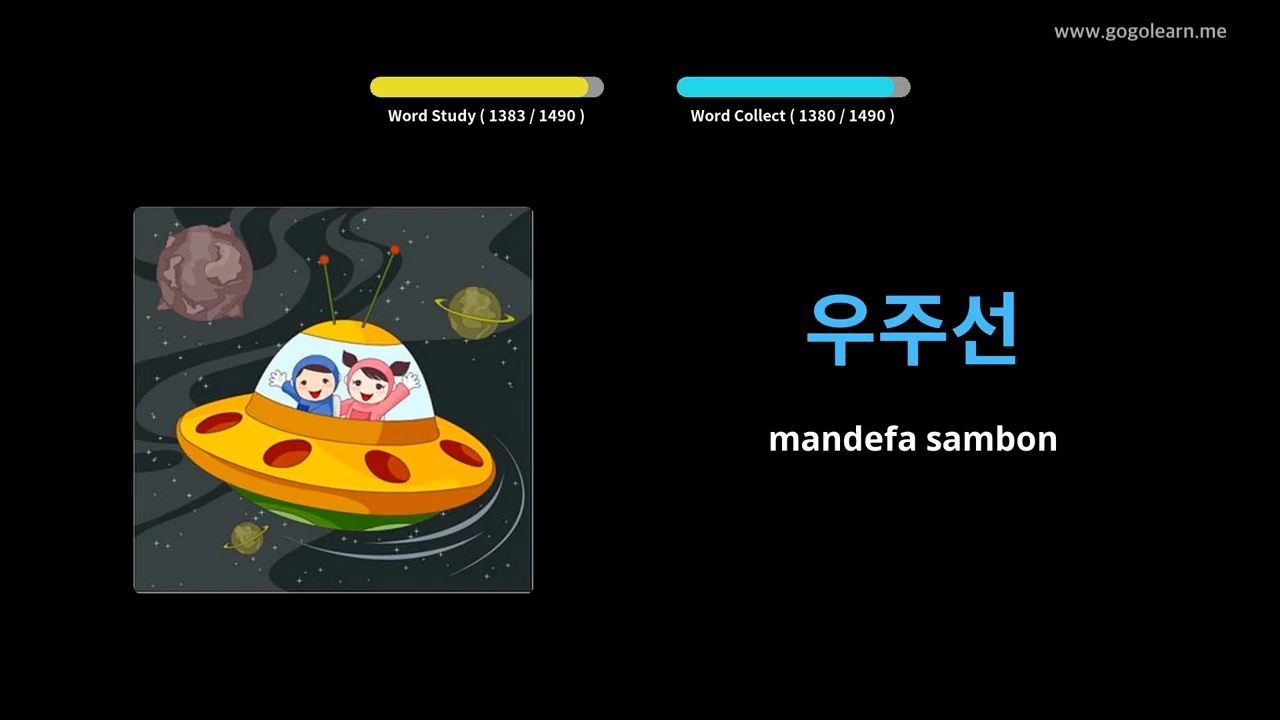 www.gogolearn.me
Word Study ( 1383 / 1490 )
Word Collect ( 1380 / 1490 )
우주선
mandefa sambon